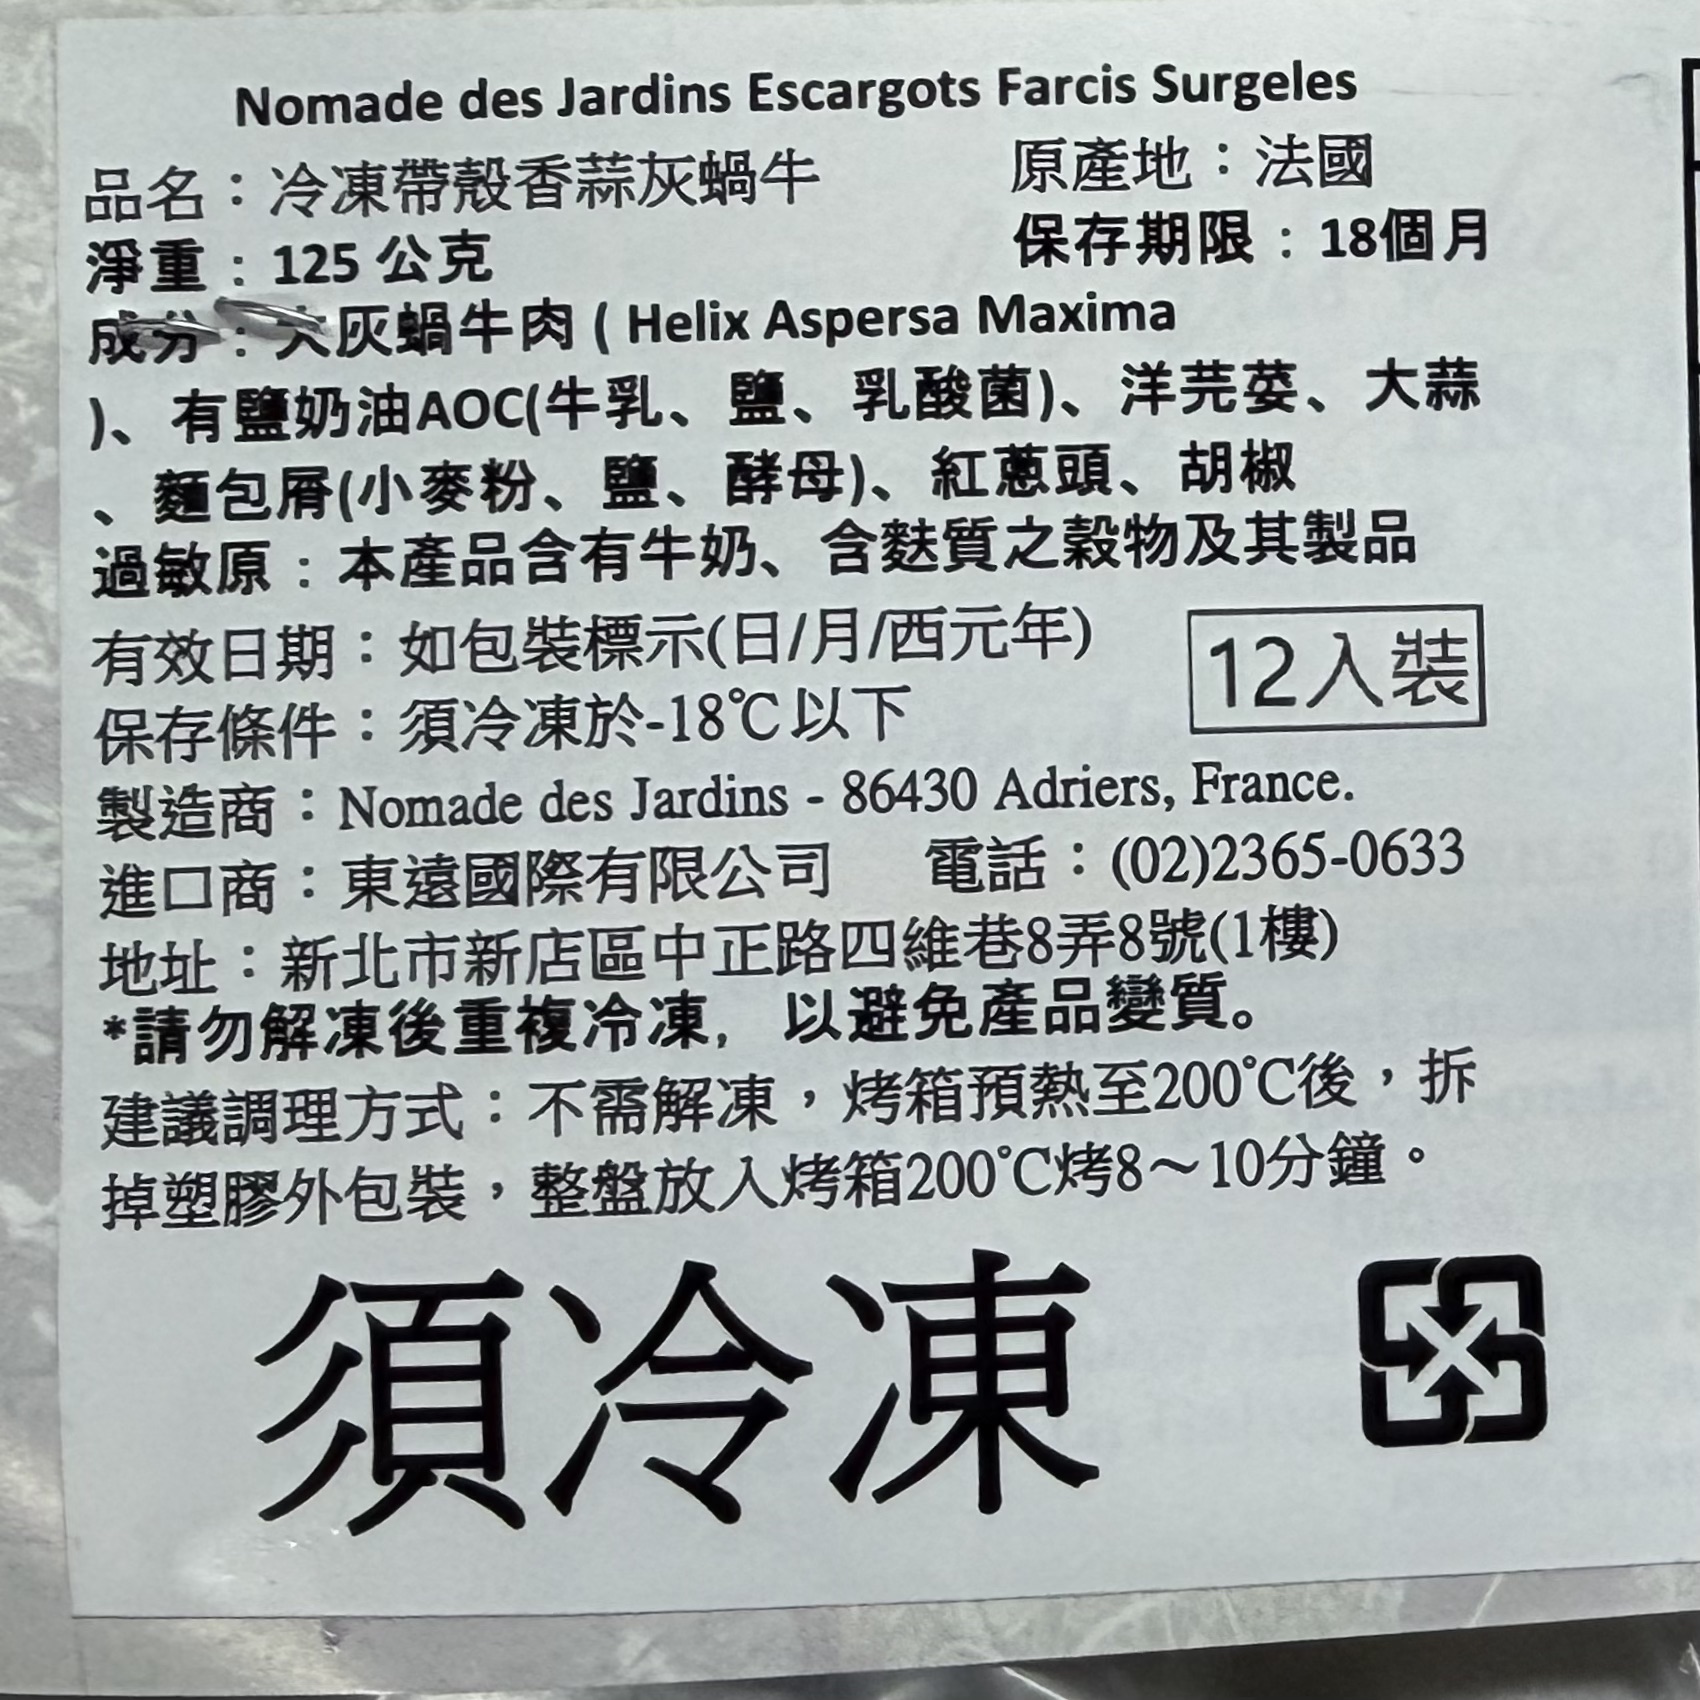 Nomade des Jardins Escargots Farcis Surgeles
品名：冷凍帶殼香蒜灰蝸牛 原產地：法國
淨重：125 公克 保存期限：18個月
成分：大灰蝸牛肉 ( Helix Aspersa Maxima
)、有鹽奶油AOC(牛乳、鹽、乳酸菌)、洋芫荽、大蒜
、麵包屑(小麥粉、鹽、酵母)、紅蔥頭、胡椒
過敏原：本產品含有牛奶、含麩質之穀物及其製品
有效日期：如包裝標示(日/月/西元年)
12入裝
保存條件：須冷凍於-18℃以下
製造商：Nomade des Jardins - 86430 Adriers, France.
進口商：東遠國際有限公司 電話：(02)2365-0633
地址：新北市新店區中正路四維巷8弄8號(1樓)
*請勿解凍後重複冷凍，以避免產品變質。
建議調理方式：不需解凍，烤箱預熱至200℃後，拆
掉塑膠外包裝，整盤放入烤箱200℃烤8～10分鐘。
須冷凍